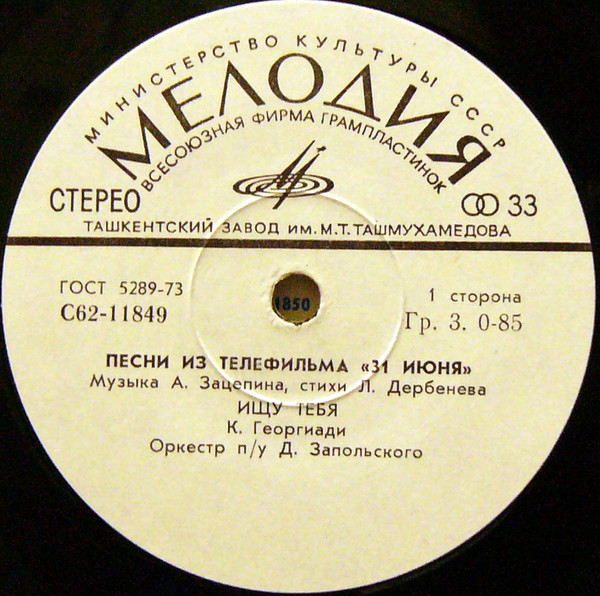 МИНИСТЕРСТВО КУЛЬТУРЫ СССР
МЕЛОДИЯ
ВСЕСОЮЗНАЯ ФИРМА ГРАМПЛАСТИНОК
СТЕРЕО
33
ТАШКЕНТСКИЙ ЗАВОД ИМ. М.Т. ТАШМУХАМЕДОВА
ГОСТ 5289-73
1 сторона
С62-11849
Гр. 3. 0-85
1850
ПЕСНИ ИЗ ТЕЛЕФИЛЬМА «31 ИЮНЯ»
Музыка А. Зацепина, стихи Л. Дербенева
ИЩУ ТЕБЯ
К. Георгиади
Оркестр п/у Д. Запольского